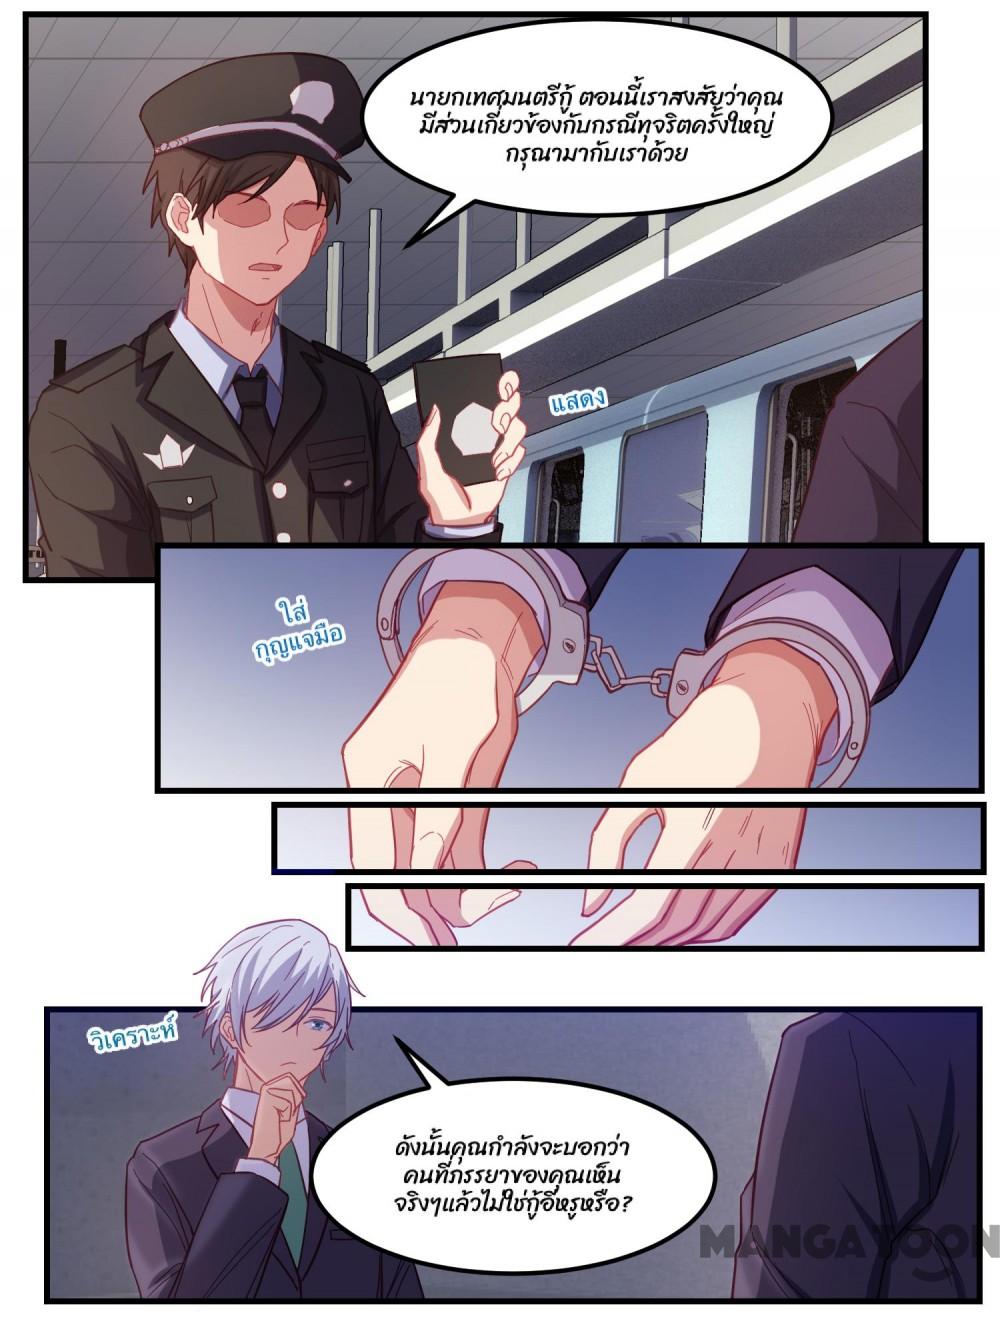 นายกเทศมนตรีกู้ ตอนนี้เราสงสัยว่าคุณ
มีส่วนเกี่ยวข้องกับกรณีทุจริตครั้งใหญ่
กรุณามากับเราด้วย
แสดง
ใส่
กุญแจมือ
วิเคราะห์
ดังนั้นคุณกำลังจะบอกว่า
คนที่ภรรยาของคุณเห็น
จริงๆแล้วไม่ใช่กู้อีหรูหรือ?
MANGATOON